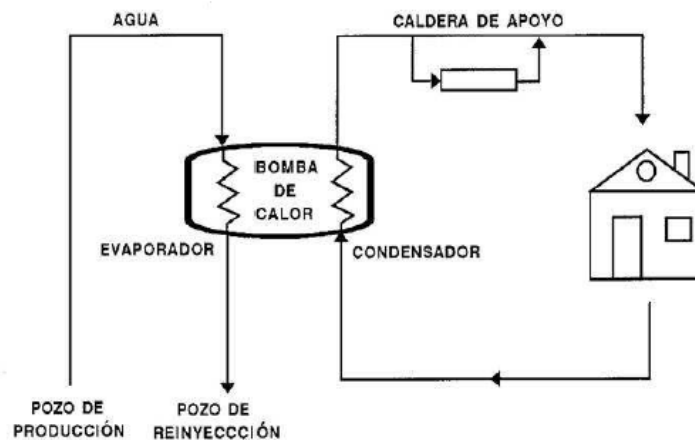 AGUA
CALDERA DE APOYO
BOMBA
DE
CALOR
EVAPORADOR
CONDENSADOR
POZO DE
PRODUCCIÓN
POZO DE
REINYECCCIÓN